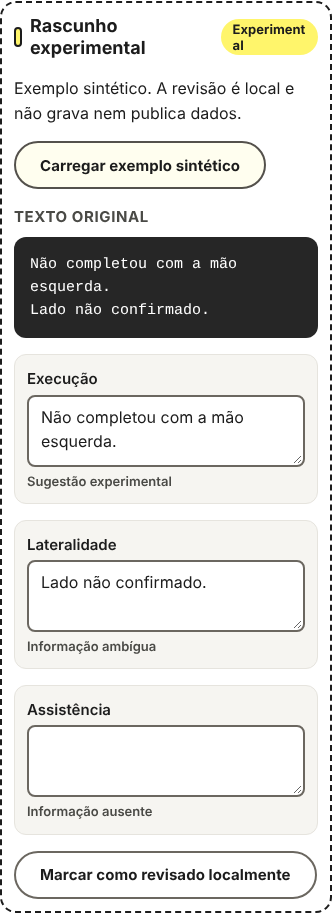 Rascunho
experimental
Experiment
al
Exemplo sintético. A revisão é local e
não grava nem publica dados.
Carregar exemplo sintético
TEXTO ORIGINAL
Não completou com a mão
esquerda.
Lado não confirmado.
Execução
Não completou com a mão
esquerda.
Sugestão experimental
Lateralidade
Lado não confirmado.
Informação ambígua
Assistência
Informação ausente
Marcar como revisado localmente